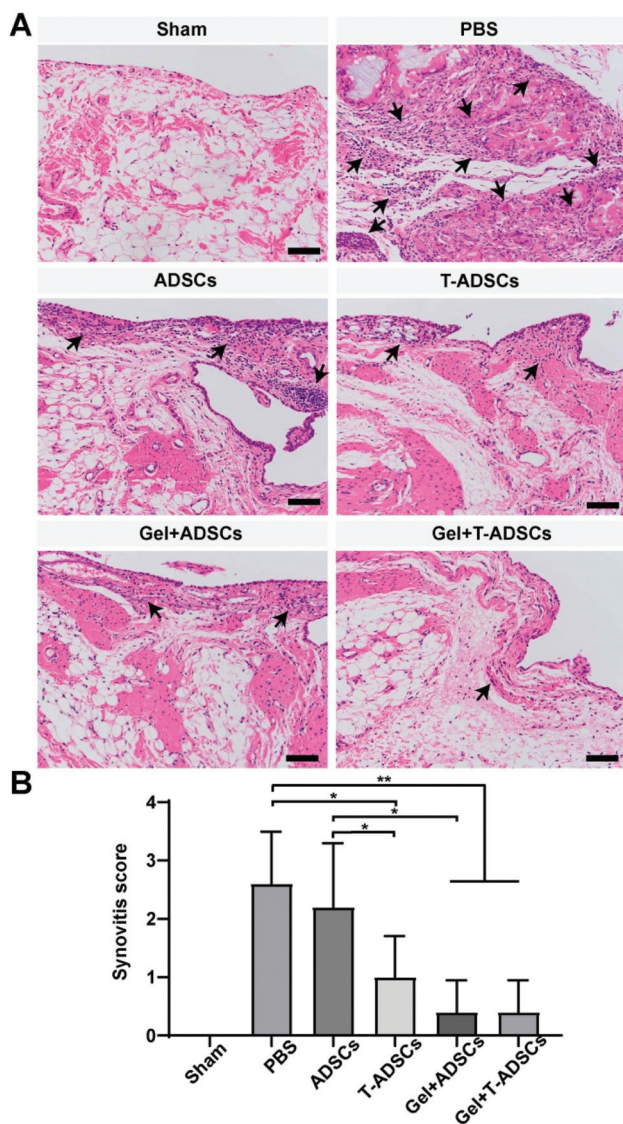 A
Sham
PBS
ADSCs
T-ADSCs
Gel+ADSCs
Gel+T-ADSCs
B
**
*
*
*
4
3
2
1
0
Synovitis score
Sham
PBS
ADSCs
T-ADSCs
Gel+ADSCs
Gel+T-ADSCs